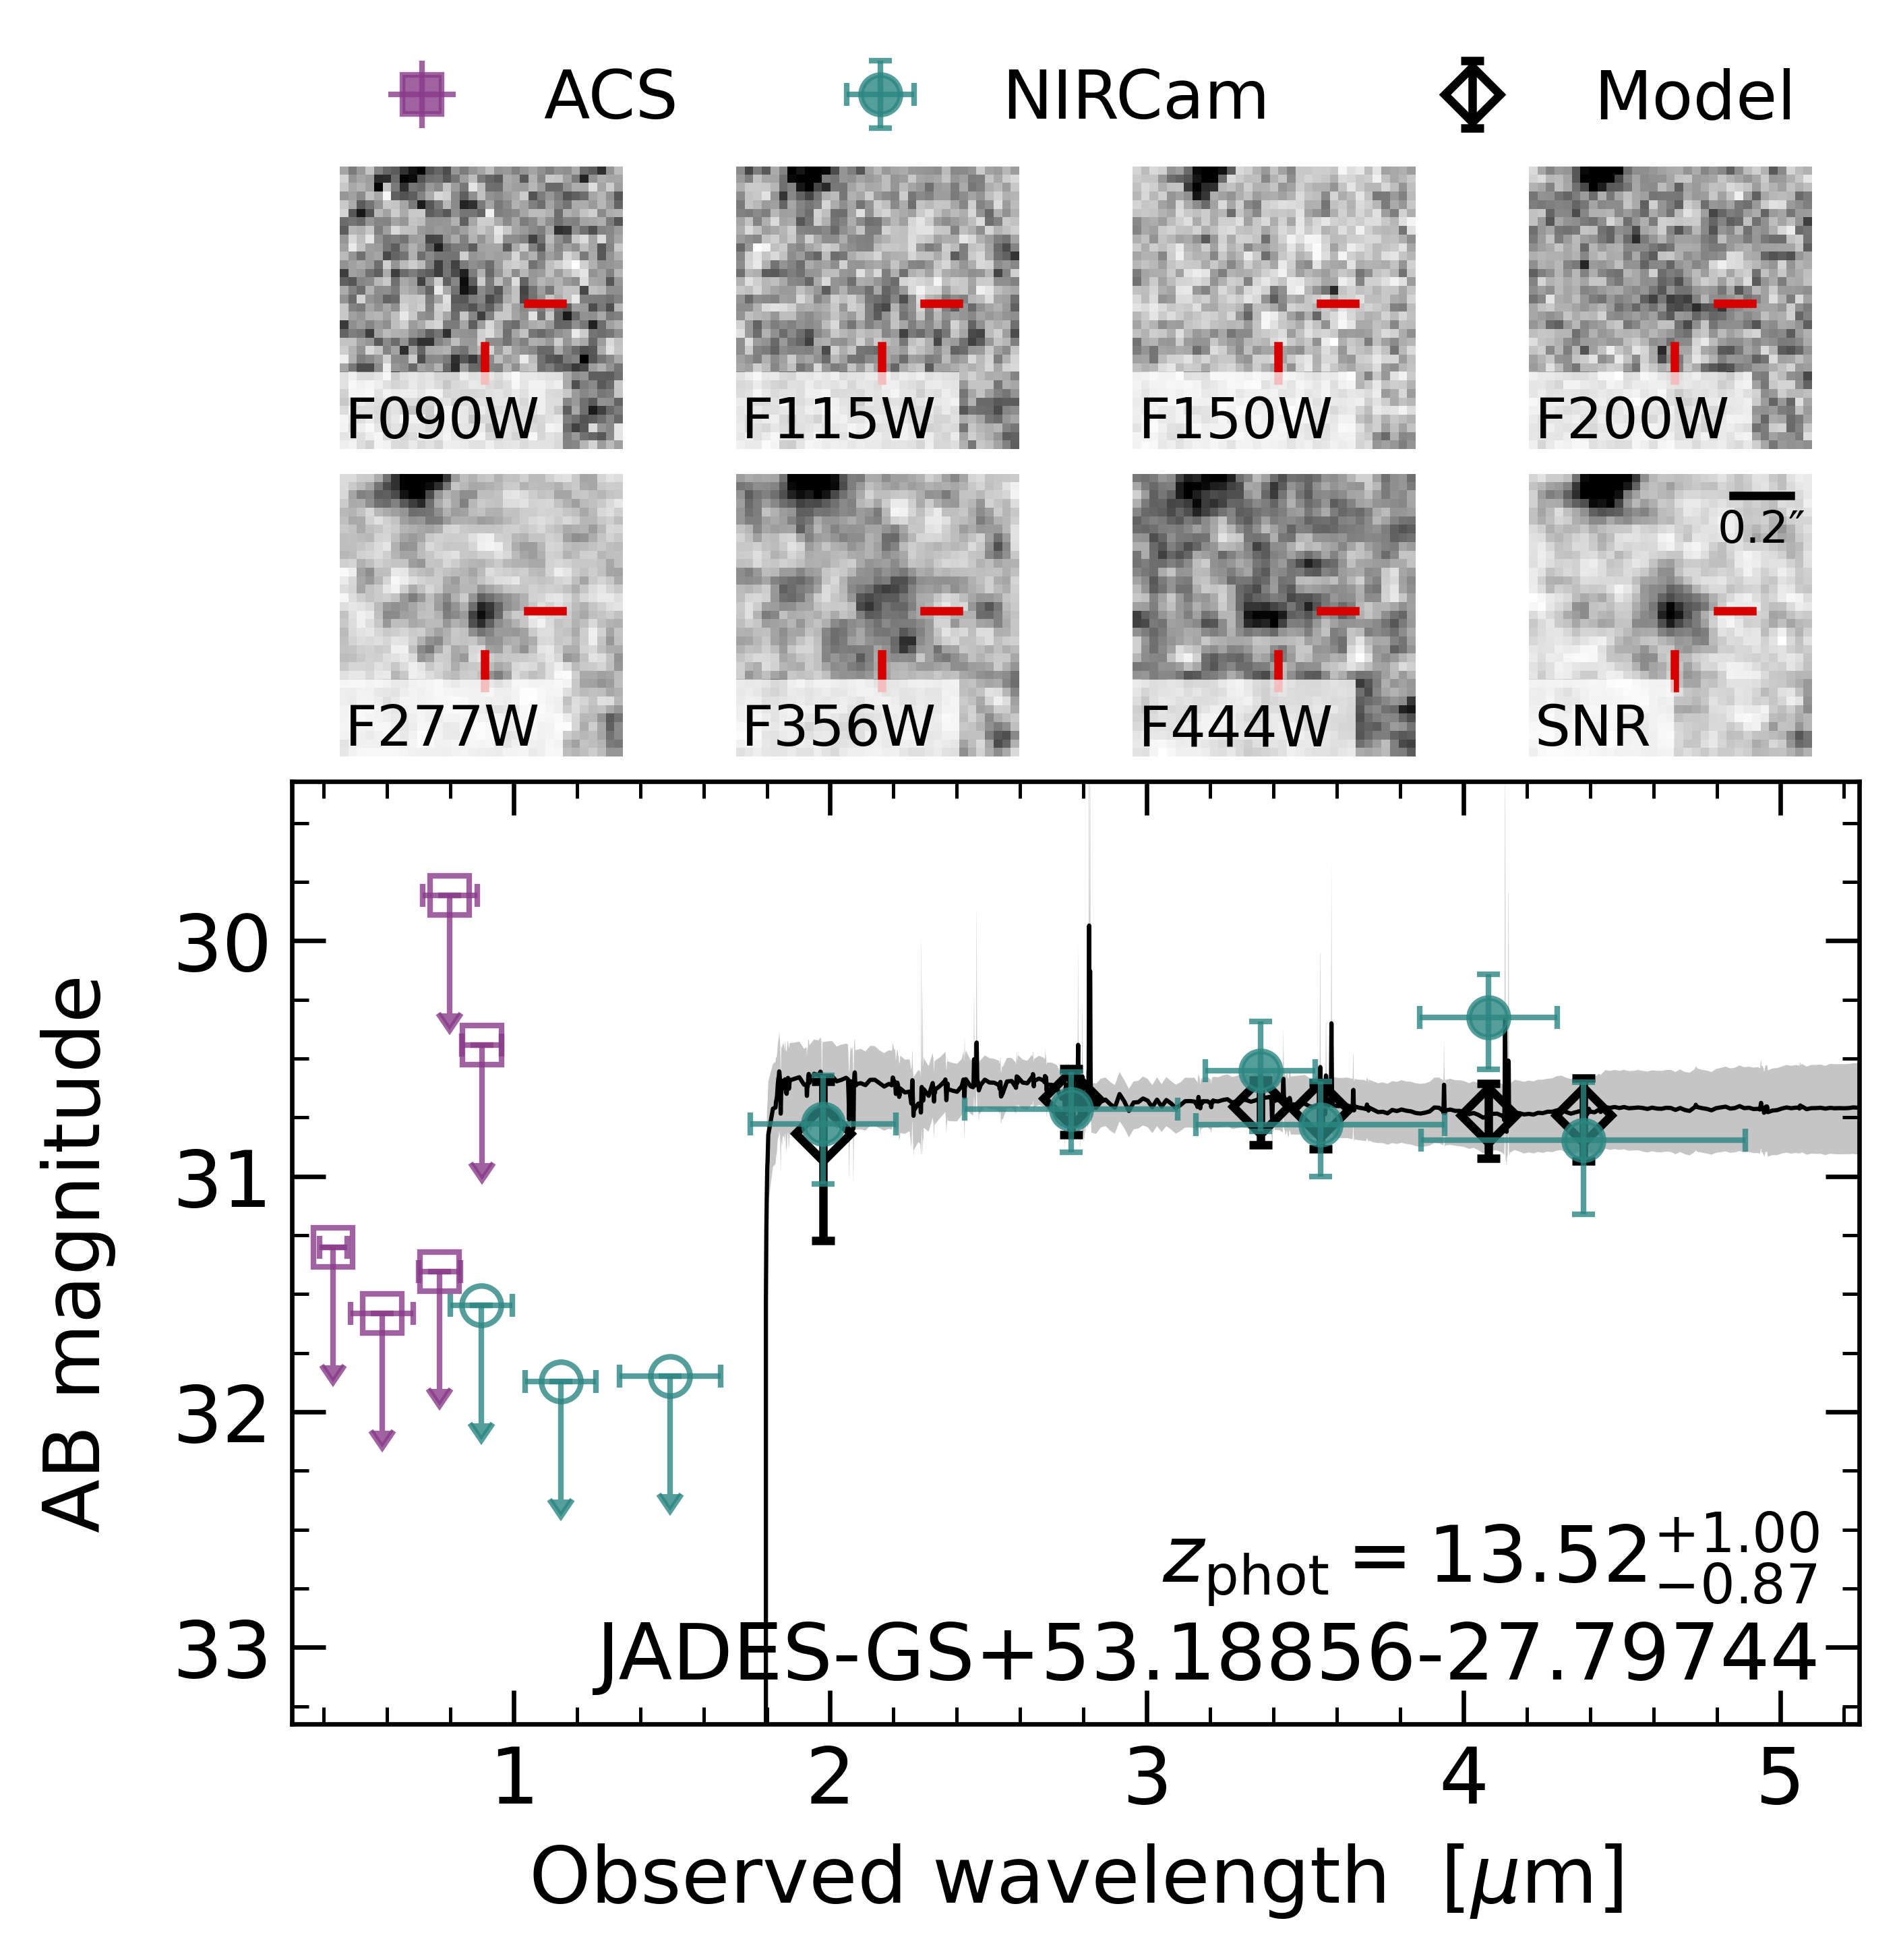 ACS NIRCam Model
F090W F115W F150W F200W
0.2″
F277W F356W F444W SNR
AB magnitude
30
31
32
33
z_phot = 13.52^{+1.00}_{−0.87}
JADES-GS+53.18856-27.79744
1 2 3 4 5
Observed wavelength [μm]